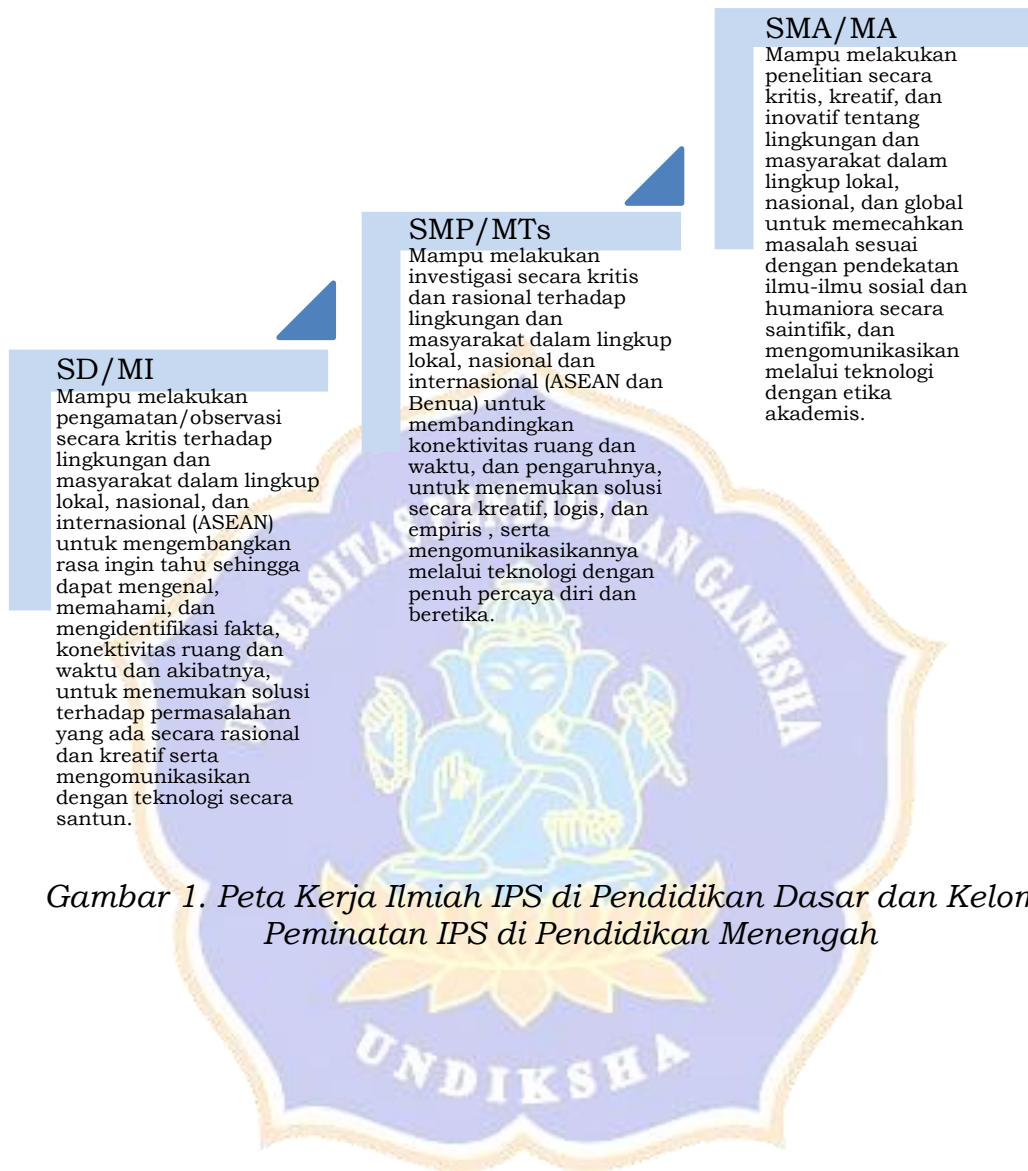 SMA/MA
Mampu melakukan
penelitian secara
kritis, kreatif, dan
inovatif tentang
lingkungan dan
masyarakat dalam
lingkup lokal,
nasional, dan global
untuk memecahkan
masalah sesuai
dengan pendekatan
ilmu-ilmu sosial dan
humaniora secara
saintifik, dan
mengomunikasikan
melalui teknologi
dengan etika
akademis.
SMP/MTs
Mampu melakukan
investigasi secara kritis
dan rasional terhadap
lingkungan dan
masyarakat dalam lingkup
lokal, nasional dan
internasional (ASEAN dan
Benua) untuk
membandingkan
konektivitas ruang dan
waktu, dan pengaruhnya,
untuk menemukan solusi
secara kreatif, logis, dan
empiris , serta
mengomunikasikannya
melalui teknologi dengan
penuh percaya diri dan
beretika.
SD/MI
Mampu melakukan
pengamatan/observasi
secara kritis terhadap
lingkungan dan
masyarakat dalam lingkup
lokal, nasional, dan
internasional (ASEAN)
untuk mengembangkan
rasa ingin tahu sehingga
dapat mengenal,
memahami, dan
mengidentifikasi fakta,
konektivitas ruang dan
waktu dan akibatnya,
untuk menemukan solusi
terhadap permasalahan
yang ada secara rasional
dan kreatif serta
mengomunikasikan
dengan teknologi secara
santun.
UNIVERSITAS PENDIDIKAN GANESHA
Gambar 1. Peta Kerja Ilmiah IPS di Pendidikan Dasar dan Kelom
Peminatan IPS di Pendidikan Menengah
UNDIKSHA